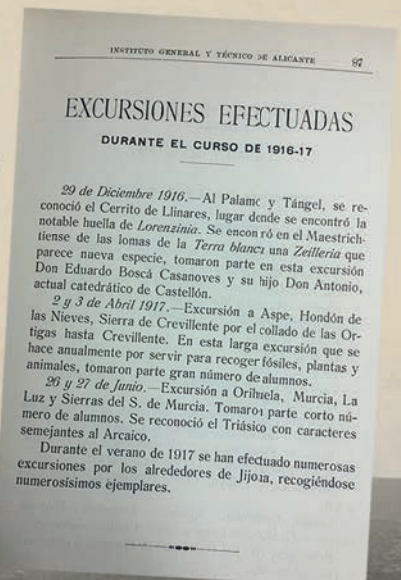 INSTITUTO GENERAL Y TÉCNICO DE ALICANTE 87
EXCURSIONES EFECTUADAS
DURANTE EL CURSO DE 1916-17
29 de Diciembre 1916.—Al Palamó y Tángel, se re-
conoció el Cerrito de Llinares, lugar donde se encontró la
notable huella de Lorenzinia. Se encontró en el Maestrich-
tiense de las lomas de la Terra blanca una Zeilleria que
parece nueva especie, tomaron parte en esta excursión
Don Eduardo Boscá Casanoves y su hijo Don Antonio,
actual catedrático de Castellón.
2 y 3 de Abril 1917.—Excursión a Aspe, Hondón de
las Nieves, Sierra de Crevillente por el collado de las Or-
tigas hasta Crevillente. En esta larga excursión que se
hace anualmente por servir para recoger fósiles, plantas y
animales, tomaron parte gran número de alumnos.
26 y 27 de Junio.—Excursión a Orihuela, Murcia, La
Luz y Sierras del S. de Murcia. Tomaron parte corto nú-
mero de alumnos. Se reconoció el Triásico con caracteres
semejantes al Arcaico.
Durante el verano de 1917 se han efectuado numerosas
excursiones por los alrededores de Jijona, recogiéndose
numerosísimos ejemplares.